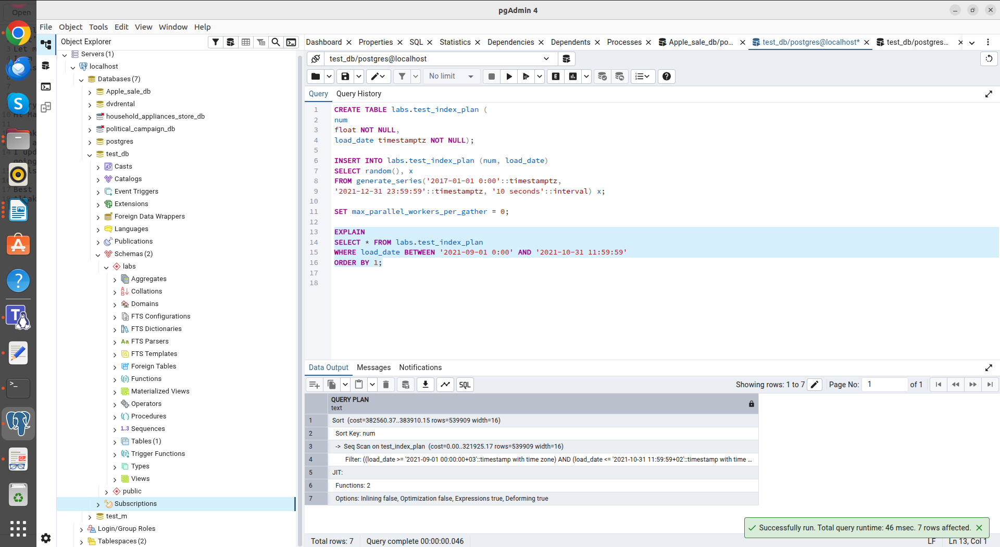 pgAdmin 4
Open
File Object Tools Edit View Window Help
Object Explorer
Servers (1)
localhost
Databases (7)
Apple_sale_db
dvdrental
household_appliances_store_db
political_campaign_db
postgres
test_db
Casts
Catalogs
Event Triggers
Extensions
Foreign Data Wrappers
Languages
Publications
Schemas (2)
labs
Aggregates
Collations
Domains
FTS Configurations
FTS Dictionaries
Aa FTS Parsers
FTS Templates
Foreign Tables
Functions
Materialized Views
Operators
Procedures
1..3 Sequences
Tables (1)
Trigger Functions
Types
Views
public
Subscriptions
test_m
Login/Group Roles
Tablespaces (2)
Dashboard Properties SQL Statistics Dependencies Dependents Processes Apple_sale_db/po... test_db/postgres@localhost* test_db/postgres...
test_db/postgres@localhost
No limit E
Query Query History
1 CREATE TABLE labs.test_index_plan (
2 num
3 float NOT NULL,
4 load_date timestamptz NOT NULL);
5
6 INSERT INTO labs.test_index_plan (num, load_date)
7 SELECT random(), x
8 FROM generate_series('2017-01-01 0:00'::timestamptz,
9 '2021-12-31 23:59:59'::timestamptz, '10 seconds'::interval) x;
10
11 SET max_parallel_workers_per_gather = 0;
12
13 EXPLAIN
14 SELECT * FROM labs.test_index_plan
15 WHERE load_date BETWEEN '2021-09-01 0:00' AND '2021-10-31 11:59:59'
16 ORDER BY 1;
17
18
Data Output Messages Notifications
SQL Showing rows: 1 to 7 Page No: 1 of 1
QUERY PLAN
text
1 Sort (cost=382560.37..383910.15 rows=539909 width=16)
2 Sort Key: num
3 -> Seq Scan on test_index_plan (cost=0.00..321925.17 rows=539909 width=16)
4 Filter: ((load_date >= '2021-09-01 00:00:00+03'::timestamp with time zone) AND (load_date <= '2021-10-31 11:59:59+02'::timestamp with time ...
5 JIT:
6 Functions: 2
7 Options: Inlining false, Optimization false, Expressions true, Deforming true
Successfully run. Total query runtime: 46 msec. 7 rows affected.
Total rows: 7 Query complete 00:00:00.046 LF Ln 13, Col 1